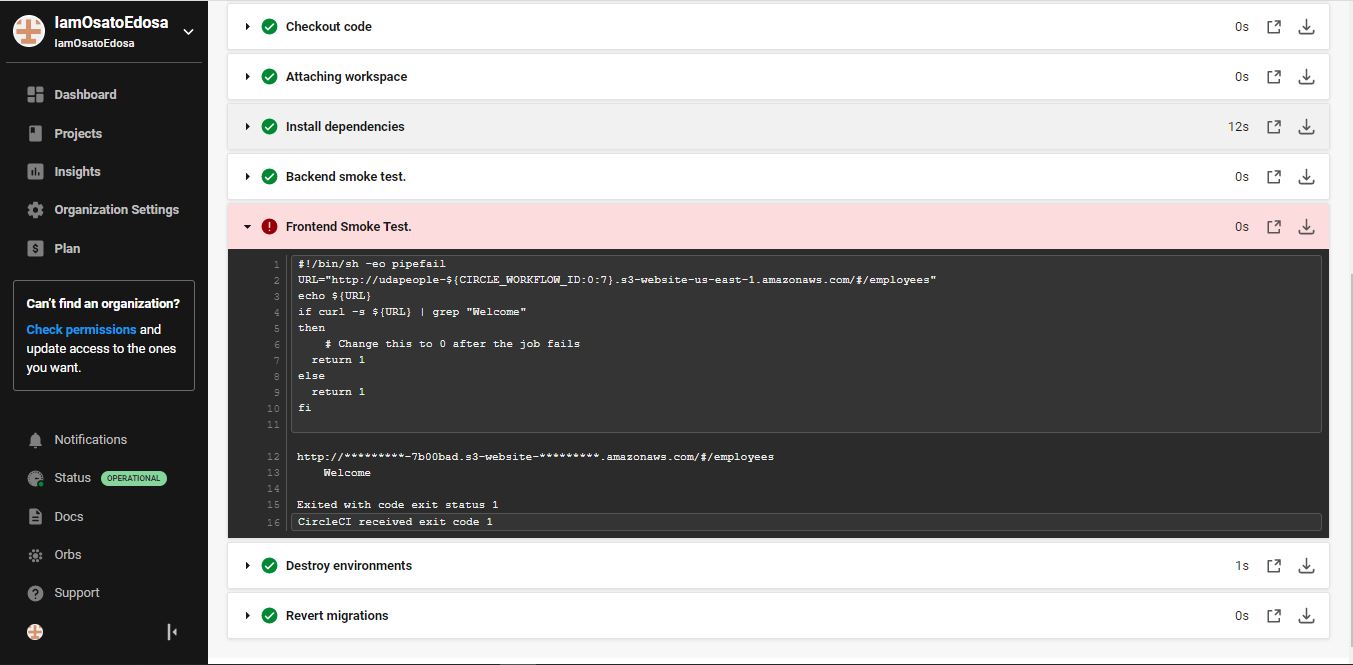 IamOsatoEdosa
IamOsatoEdosa
Dashboard
Projects
Insights
Organization Settings
Plan
Can't find an organization?
Check permissions and
update access to the ones
you want.
Notifications
Status OPERATIONAL
Docs
Orbs
Support
Checkout code 0s
Attaching workspace 0s
Install dependencies 12s
Backend smoke test. 0s
Frontend Smoke Test. 0s
1 #!/bin/sh -eo pipefail
2 URL="http://udapeople-${CIRCLE_WORKFLOW_ID:0:7}.s3-website-us-east-1.amazonaws.com/#/employees"
3 echo ${URL}
4 if curl -s ${URL} | grep "Welcome"
5 then
6 # Change this to 0 after the job fails
7 return 1
8 else
9 return 1
10 fi
11
12 http://*********-7b00bad.s3-website-*********.amazonaws.com/#/employees
13 Welcome
14
15 Exited with code exit status 1
16 CircleCI received exit code 1
Destroy environments 1s
Revert migrations 0s